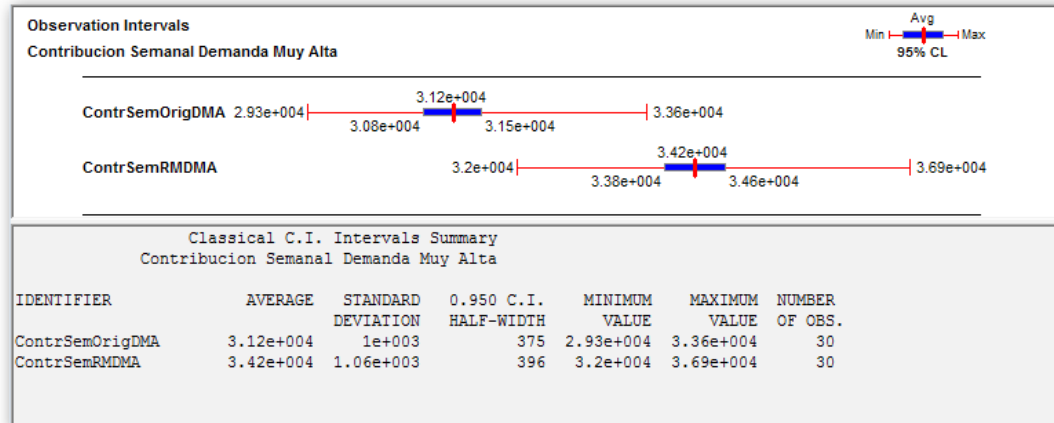 Observation Intervals
Contribucion Semanal Demanda Muy Alta
Avg
Min Max
95% CL
3.12e+004
ContrSemOrigDMA 2.93e+004 3.36e+004
3.08e+004 3.15e+004
3.42e+004
ContrSemRMDMA 3.2e+004 3.69e+004
3.38e+004 3.46e+004
Classical C.I. Intervals Summary
Contribucion Semanal Demanda Muy Alta
IDENTIFIER AVERAGE STANDARD 0.950 C.I. MINIMUM MAXIMUM NUMBER
DEVIATION HALF-WIDTH VALUE VALUE OF OBS.
ContrSemOrigDMA 3.12e+004 1e+003 375 2.93e+004 3.36e+004 30
ContrSemRMDMA 3.42e+004 1.06e+003 396 3.2e+004 3.69e+004 30